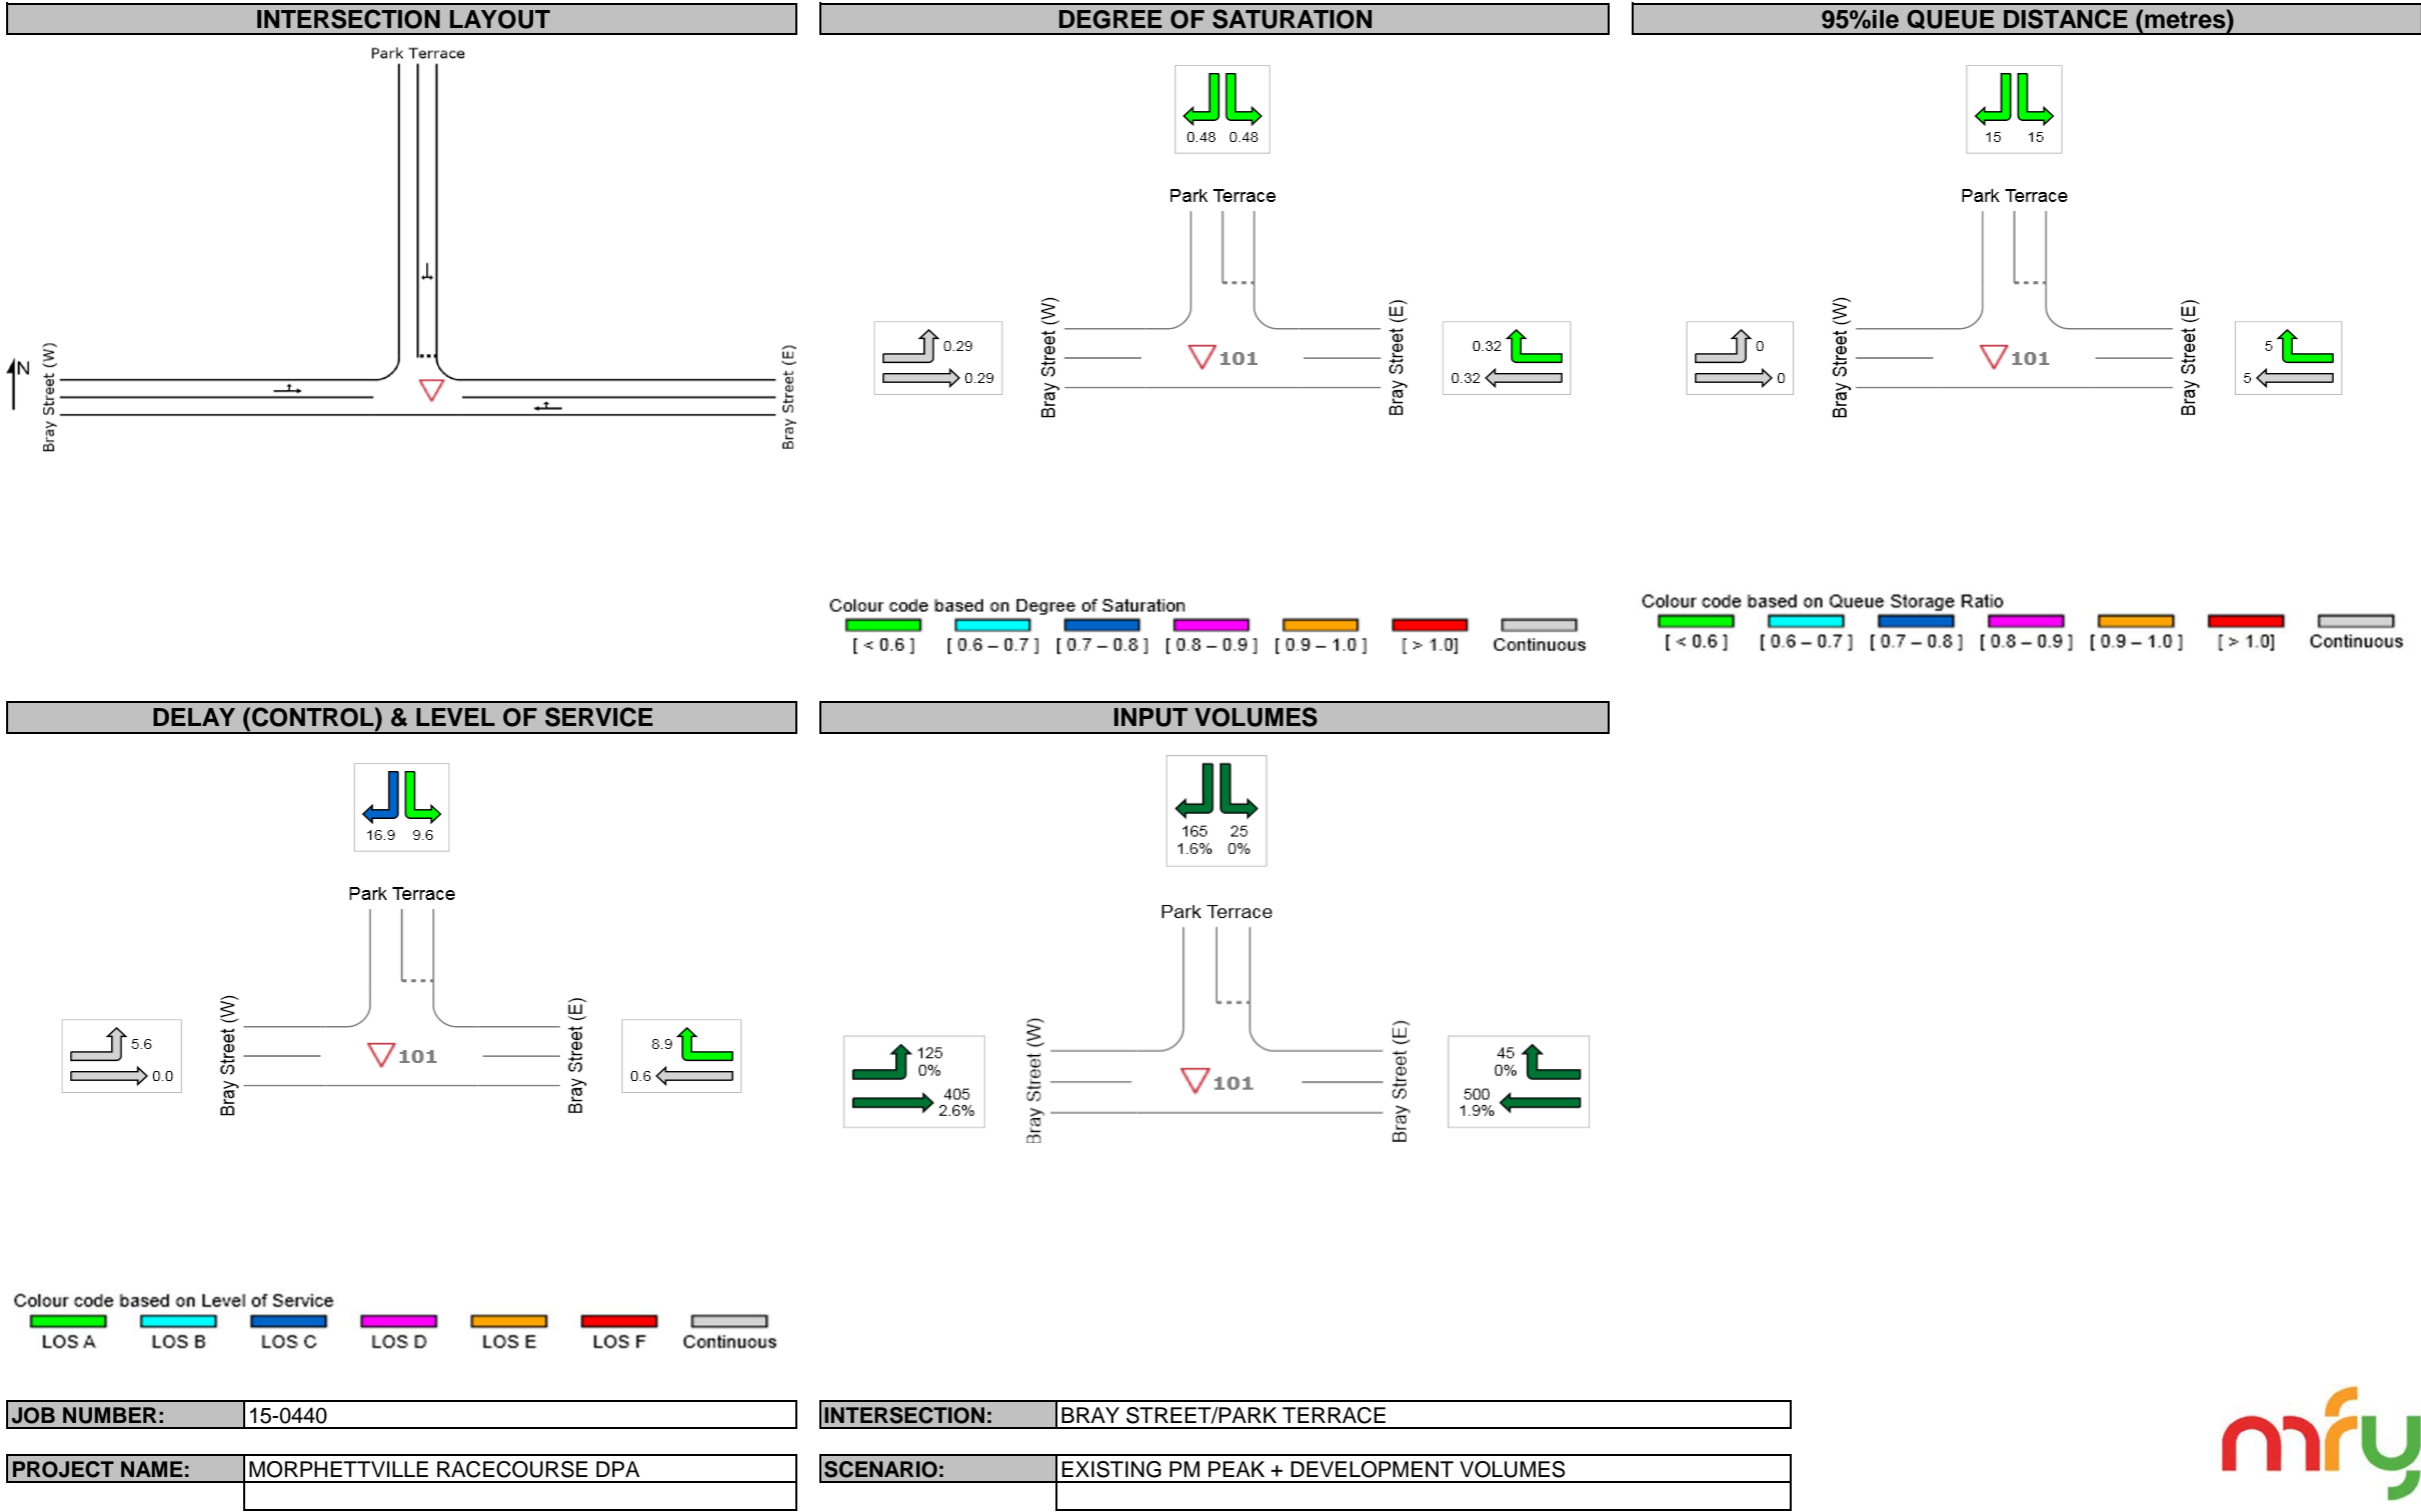 INTERSECTION LAYOUT
Park Terrace
N
Bray Street (W)
Bray Street (E)
DEGREE OF SATURATION
0.48 0.48
Park Terrace
0.29
0.29
Bray Street (W)
101
Bray Street (E)
0.32
0.32
Colour code based on Degree of Saturation
[ < 0.6 ] [ 0.6 – 0.7 ] [ 0.7 – 0.8 ] [ 0.8 – 0.9 ] [ 0.9 – 1.0 ] [ > 1.0] Continuous
95%ile QUEUE DISTANCE (metres)
15 15
Park Terrace
0
0
Bray Street (W)
101
Bray Street (E)
5
5
Colour code based on Queue Storage Ratio
[ < 0.6 ] [ 0.6 – 0.7 ] [ 0.7 – 0.8 ] [ 0.8 – 0.9 ] [ 0.9 – 1.0 ] [ > 1.0] Continuous
DELAY (CONTROL) & LEVEL OF SERVICE
16.9 9.6
Park Terrace
5.6
0.0
Bray Street (W)
101
Bray Street (E)
8.9
0.6
Colour code based on Level of Service
LOS A LOS B LOS C LOS D LOS E LOS F Continuous
INPUT VOLUMES
165 25
1.6% 0%
Park Terrace
125
0%
405
2.6%
Bray Street (W)
101
Bray Street (E)
45
0%
500
1.9%
JOB NUMBER: 15-0440
INTERSECTION: BRAY STREET/PARK TERRACE
PROJECT NAME: MORPHETTVILLE RACECOURSE DPA
SCENARIO: EXISTING PM PEAK + DEVELOPMENT VOLUMES
mfy